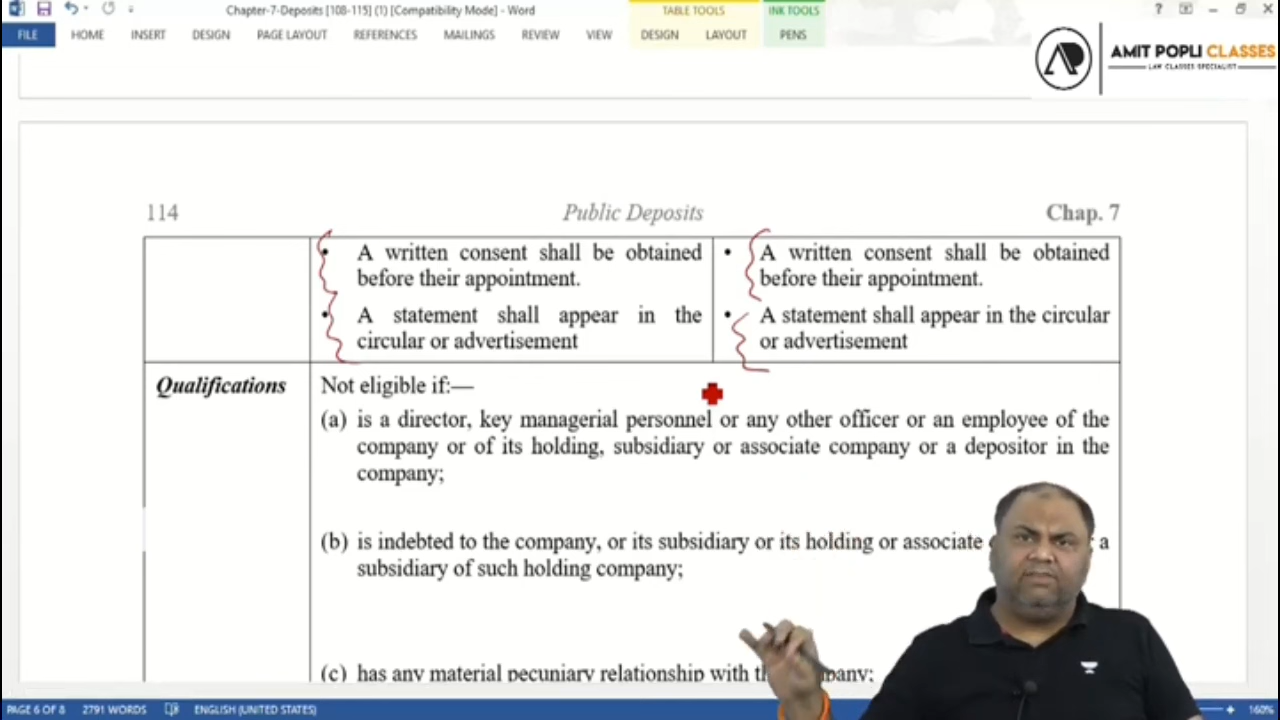 Chapter-7-Deposits [108-115] (1) [Compatibility Mode] - Word
TABLE TOOLS
INK TOOLS
?
FILE HOME INSERT DESIGN PAGE LAYOUT REFERENCES MAILINGS REVIEW VIEW DESIGN LAYOUT PENS
AMIT POPLI CLASSES
LAW CLASSES SPECIALIST
114 Public Deposits Chap. 7
• A written consent shall be obtained
before their appointment.
• A statement shall appear in the
circular or advertisement
• A written consent shall be obtained
before their appointment.
• A statement shall appear in the circular
or advertisement
Qualifications
Not eligible if:—
(a) is a director, key managerial personnel or any other officer or an employee of the
company or of its holding, subsidiary or associate company or a depositor in the
company;
(b) is indebted to the company, or its subsidiary or its holding or associate a
subsidiary of such holding company;
(c) has any material pecuniary relationship with
PAGE 6 OF 8 2791 WORDS ENGLISH (UNITED STATES) 160%